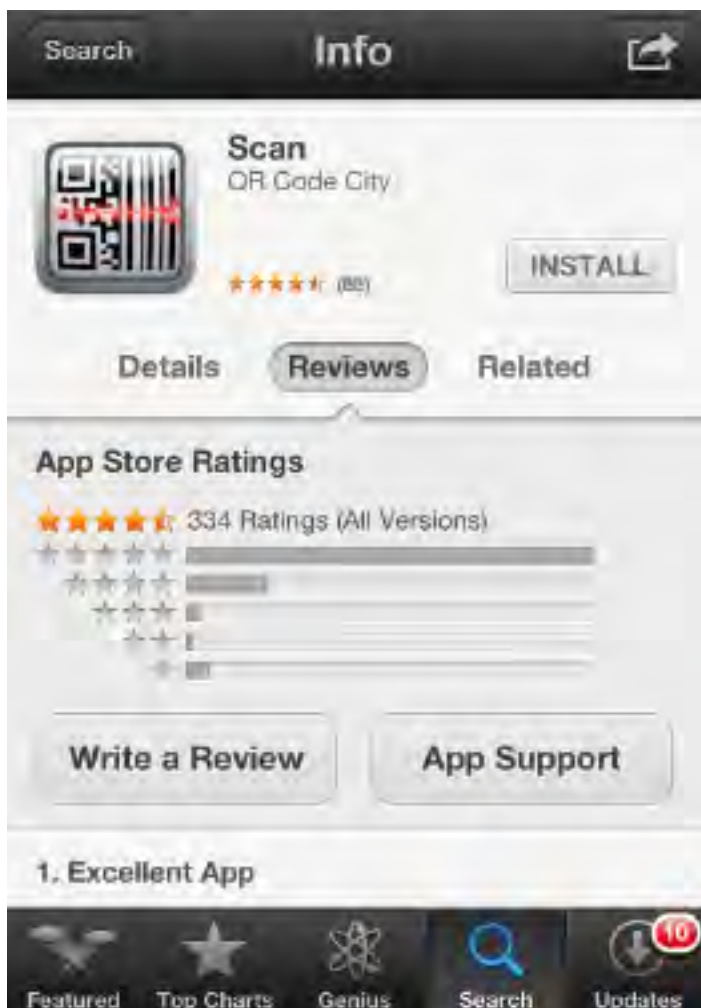 Search Info
Scan
QR Code City
INSTALL
Details Reviews Related
App Store Ratings
334 Ratings (All Versions)
Write a Review App Support
1. Excellent App
10
Featured Top Charts Genius Search Updates